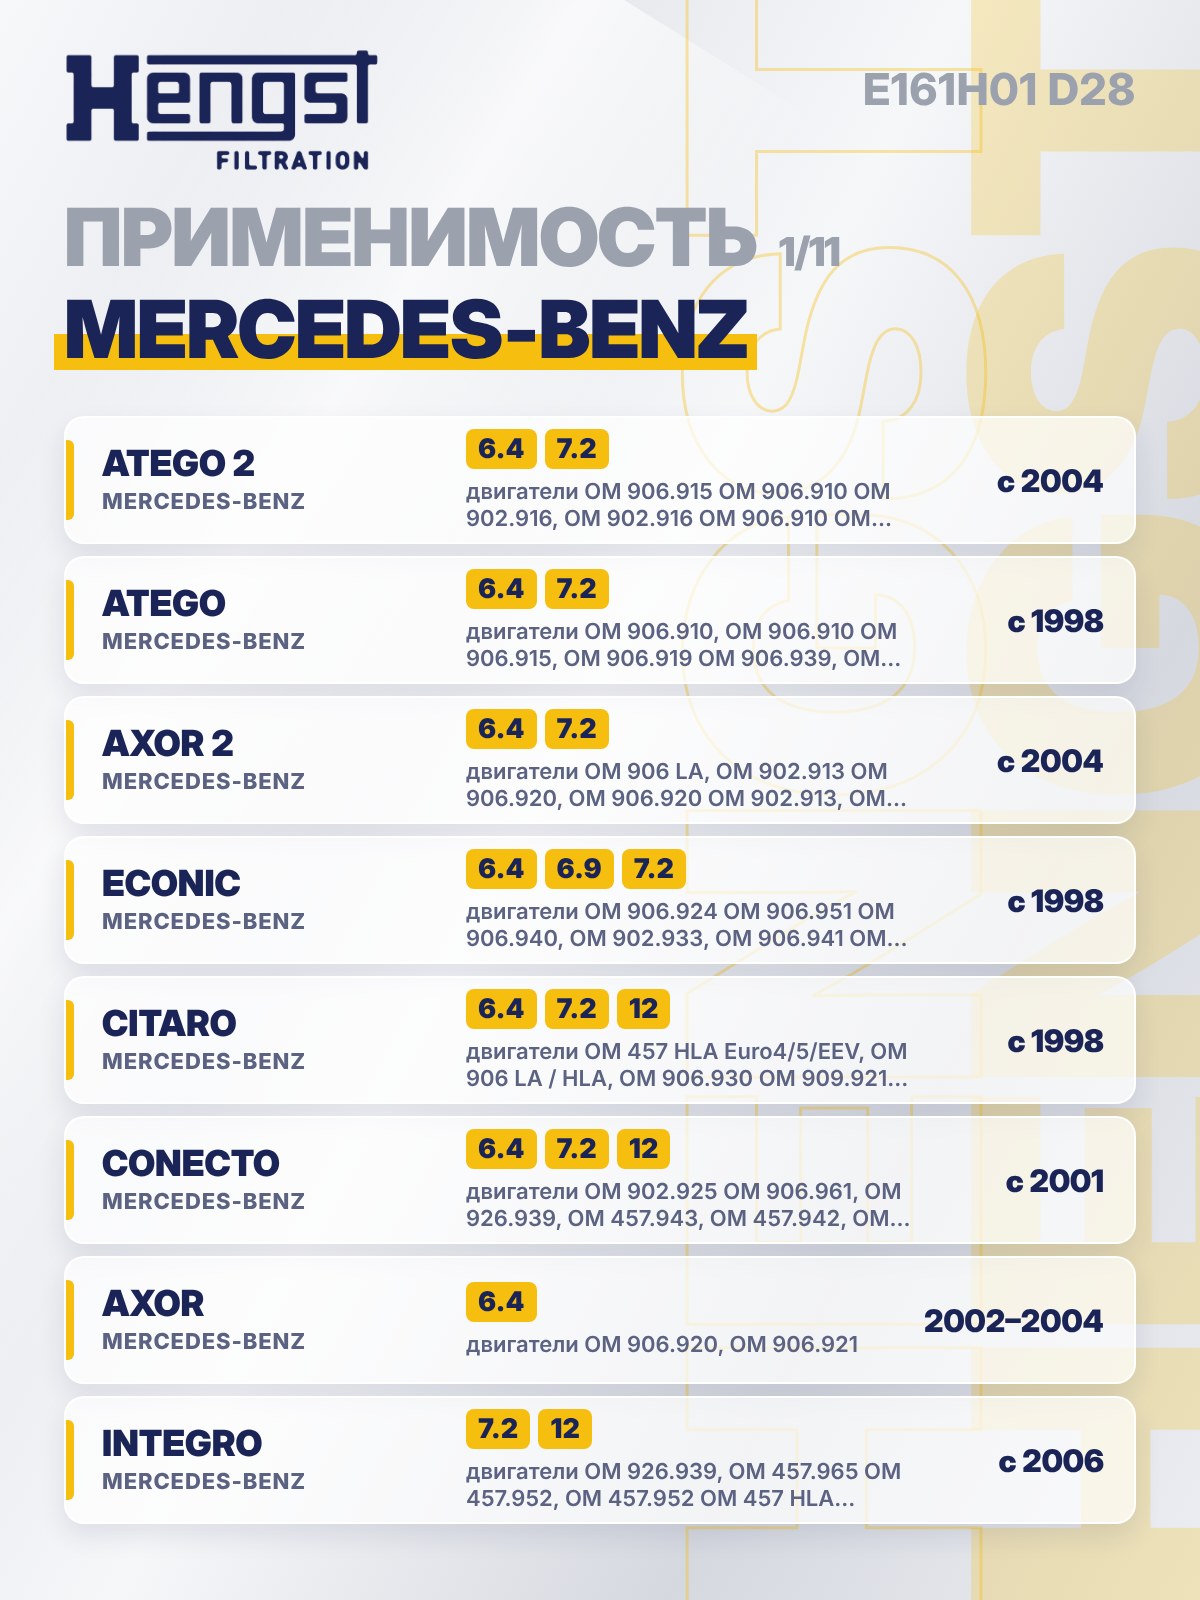 Hengst
FILTRATION
E161H01 D28
ПРИМЕНИМОСТЬ 1/11
MERCEDES-BENZ
ATEGO 2
MERCEDES-BENZ
6.4 7.2
двигатели OM 906.915 OM 906.910 OM
902.916, OM 902.916 OM 906.910 OM...
с 2004
ATEGO
MERCEDES-BENZ
6.4 7.2
двигатели OM 906.910, OM 906.910 OM
906.915, OM 906.919 OM 906.939, OM...
с 1998
AXOR 2
MERCEDES-BENZ
6.4 7.2
двигатели OM 906 LA, OM 902.913 OM
906.920, OM 906.920 OM 902.913, OM...
с 2004
ECONIC
MERCEDES-BENZ
6.4 6.9 7.2
двигатели OM 906.924 OM 906.951 OM
906.940, OM 902.933, OM 906.941 OM...
с 1998
CITARO
MERCEDES-BENZ
6.4 7.2 12
двигатели OM 457 HLA Euro4/5/EEV, OM
906 LA / HLA, OM 906.930 OM 909.921...
с 1998
CONECTO
MERCEDES-BENZ
6.4 7.2 12
двигатели OM 902.925 OM 906.961, OM
926.939, OM 457.943, OM 457.942, OM...
с 2001
AXOR
MERCEDES-BENZ
6.4
двигатели OM 906.920, OM 906.921
2002–2004
INTEGRO
MERCEDES-BENZ
7.2 12
двигатели OM 926.939, OM 457.965 OM
457.952, OM 457.952 OM 457 HLA...
с 2006
HENGST
HENGST